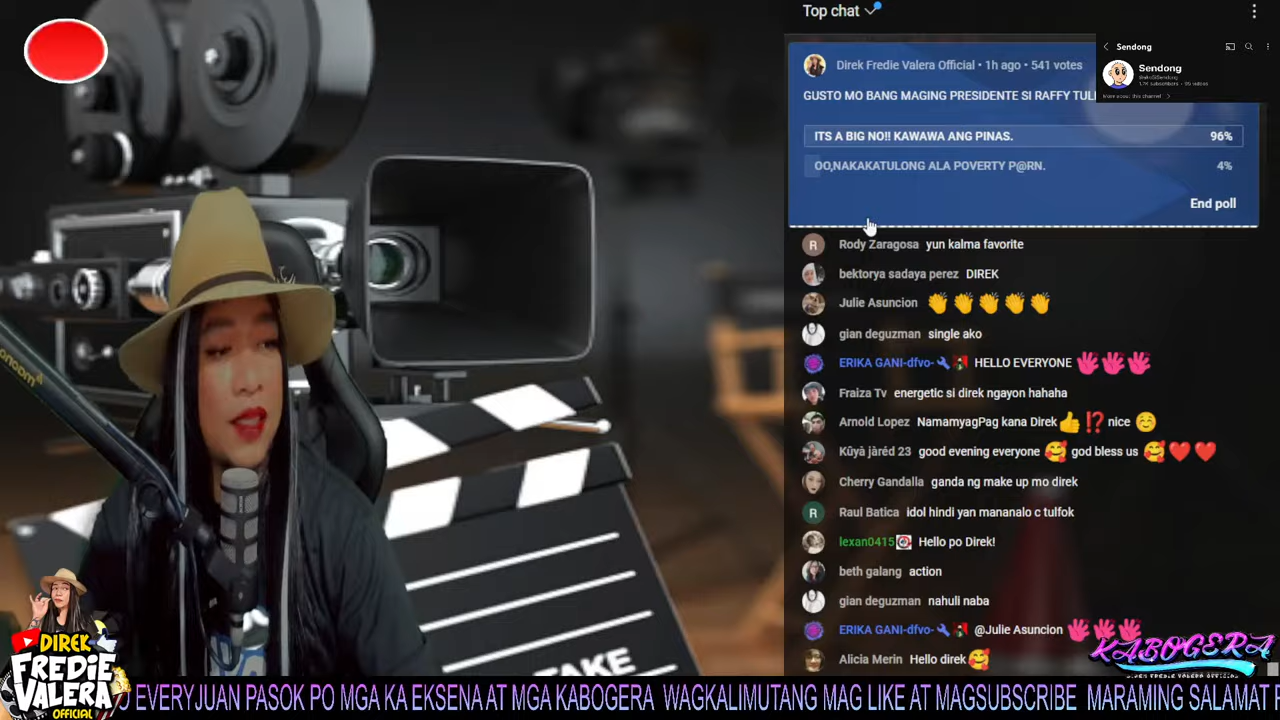 Top chat
Sendong
Sendong
Direk Fredie Valera Official • 1h ago • 541 votes
GUSTO MO BANG MAGING PRESIDENTE SI RAFFY
ITS A BIG NO!! KAWAWA ANG PINAS. 96%
OO,NAKAKATULONG ALA POVERTY P@RN. 4%
End poll
Rody Zaragosa yun kalma favorite
bektorya sadaya perez DIREK
Julie Asuncion 👏👏👏👏👏
gian deguzman single ako
ERIKA GANI-dfvo- HELLO EVERYONE
Fraiza Tv energetic si direk ngayon hahaha
Arnold Lopez NamamyagPag kana Direk👍⁉️ nice ☺️
Kûyà jàréd 23 good evening everyone 🥰 god bless us 🥰❤️❤️
Cherry Gandalla ganda ng make up mo direk
R Raul Batica idol hindi yan mananalo c tulfok
lexan0415 Hello po Direk!
beth galang action
gian deguzman nahuli naba
ERIKA GANI-dfvo- @Julie Asuncion
Alicia Merin Hello direk🥰
KABOGERA
DIREK
FREDIE
VALERA
OFFICIAL
TAKE
EVERYJUAN PASOK PO MGA KA EKSENA AT MGA KABOGERA WAGKALIMUTANG MAG LIKE AT MAGSUBSCRIBE MARAMING SALAMAT